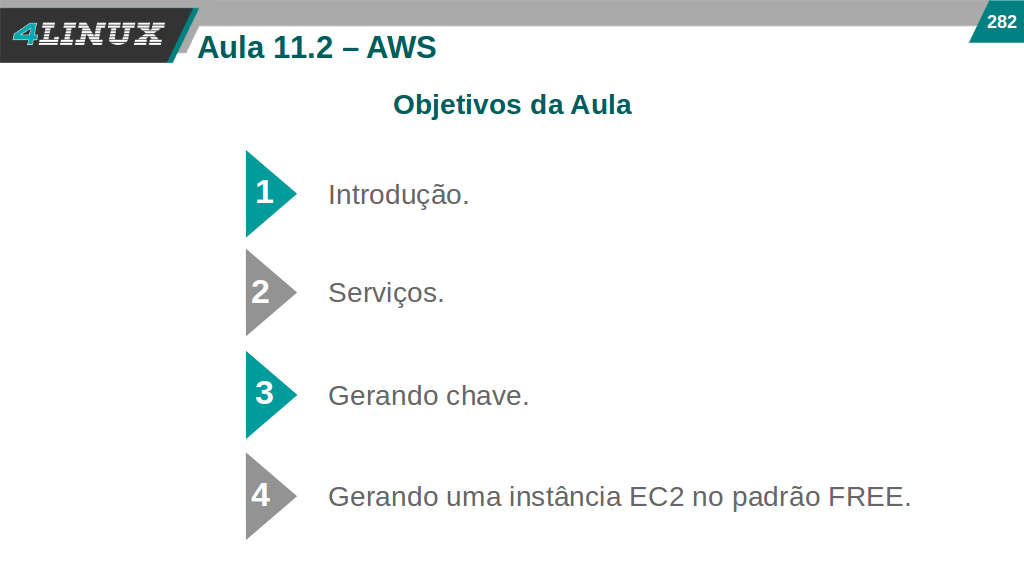 4LINUX
282
Aula 11.2 – AWS
Objetivos da Aula
1 Introdução.
2 Serviços.
3 Gerando chave.
4 Gerando uma instância EC2 no padrão FREE.